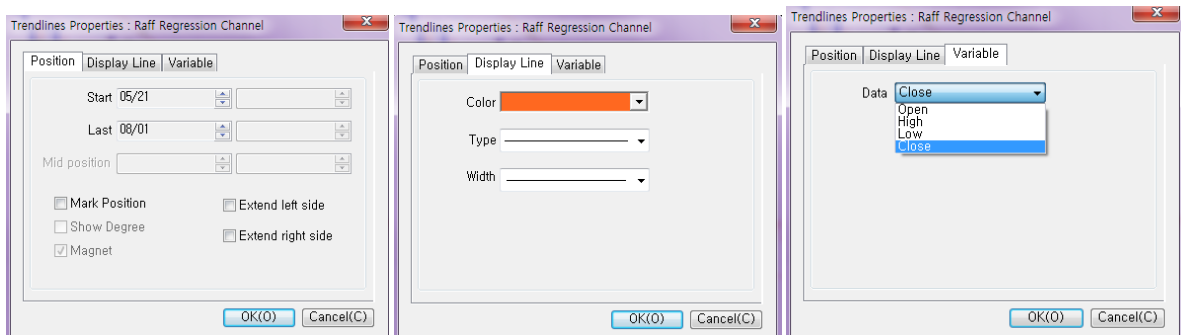 Trendlines Properties : Raff Regression Channel
Position Display Line Variable
Start 05/21
Last 08/01
Mid position
Mark Position
Extend left side
Show Degree
Extend right side
Magnet
OK(O) Cancel(C)
Trendlines Properties : Raff Regression Channel
Position Display Line Variable
Color
Type
Width
OK(O) Cancel(C)
Trendlines Properties : Raff Regression Channel
Position Display Line Variable
Data Close
Open
High
Low
Close
OK(O) Cancel(C)